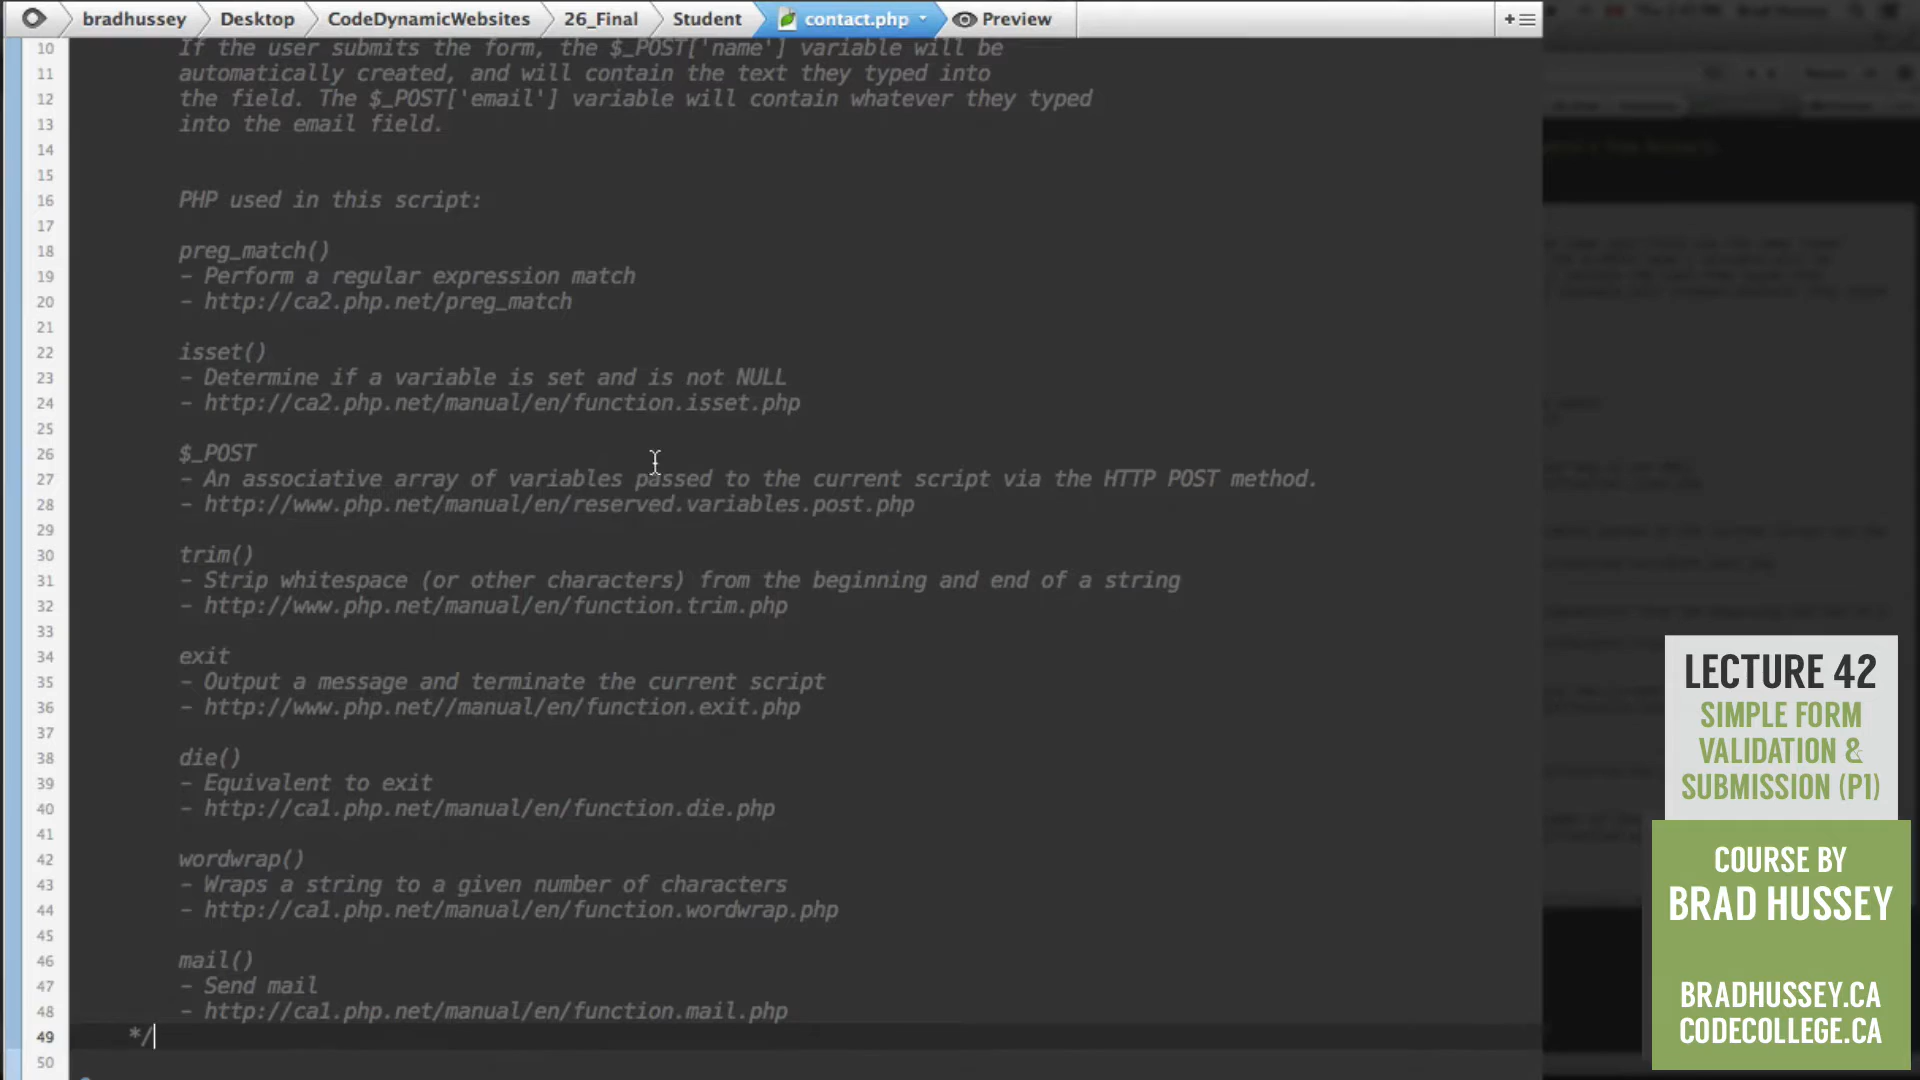 bradhussey
Desktop
CodeDynamicWebsites
26_Final
Student
contact.php
Preview
10 If the user submits the form, the $_POST['name'] variable will be
11 automatically created, and will contain the text they typed into
12 the field. The $_POST['email'] variable will contain whatever they typed
13 into the email field.
14
15
16 PHP used in this script:
17
18 preg_match()
19 - Perform a regular expression match
20 - http://ca2.php.net/preg_match
21
22 isset()
23 - Determine if a variable is set and is not NULL
24 - http://ca2.php.net/manual/en/function.isset.php
25
26 $_POST
27 - An associative array of variables passed to the current script via the HTTP POST method.
28 - http://www.php.net/manual/en/reserved.variables.post.php
29
30 trim()
31 - Strip whitespace (or other characters) from the beginning and end of a string
32 - http://www.php.net/manual/en/function.trim.php
33
34 exit
35 - Output a message and terminate the current script
36 - http://www.php.net//manual/en/function.exit.php
37
38 die()
39 - Equivalent to exit
40 - http://ca1.php.net/manual/en/function.die.php
41
42 wordwrap()
43 - Wraps a string to a given number of characters
44 - http://ca1.php.net/manual/en/function.wordwrap.php
45
46 mail()
47 - Send mail
48 - http://ca1.php.net/manual/en/function.mail.php
49 */
50
LECTURE 42
SIMPLE FORM
VALIDATION &
SUBMISSION (P1)
COURSE BY
BRAD HUSSEY
BRADHUSSEY.CA
CODECOLLEGE.CA